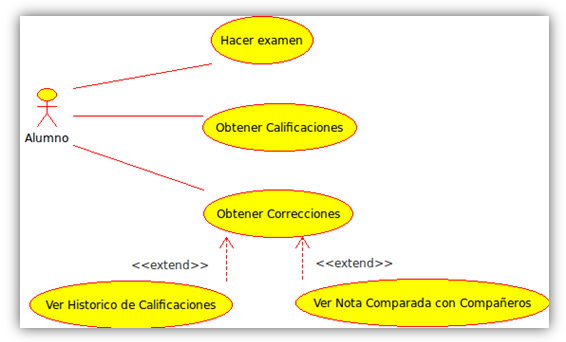 Hacer examen
Alumno
Obtener Calificaciones
Obtener Correcciones
<<extend>>
<<extend>>
Ver Historico de Calificaciones
Ver Nota Comparada con Compañeros